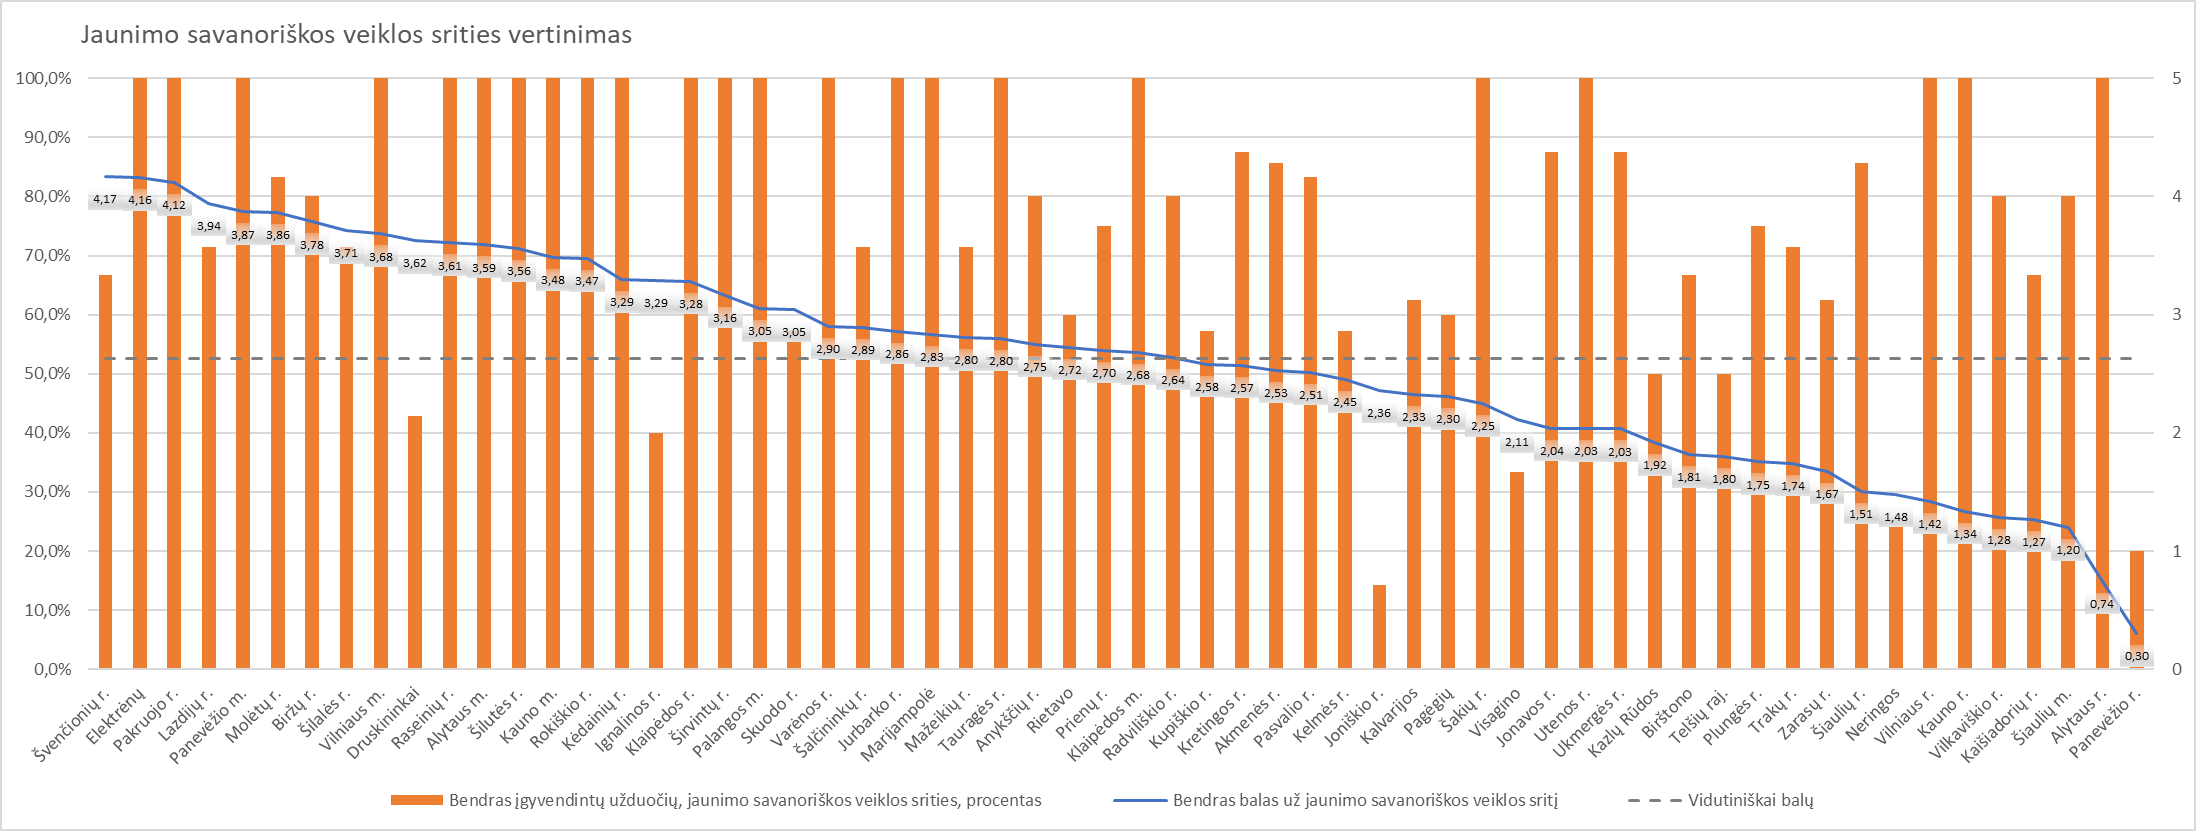 Jaunimo savanoriškos veiklos srities vertinimas
100,0%
90,0%
80,0%
70,0%
60,0%
50,0%
40,0%
30,0%
20,0%
10,0%
0,0%
5
4
3
2
1
0
4,17
4,16
4,12
3,94
3,87
3,86
3,78
3,71
3,68
3,62
3,61
3,59
3,56
3,48
3,47
3,29
3,29
3,28
3,16
3,05
3,05
2,90
2,89
2,86
2,83
2,80
2,80
2,75
2,72
2,70
2,68
2,64
2,58
2,57
2,53
2,51
2,45
2,36
2,33
2,30
2,25
2,11
2,04
2,03
2,03
1,92
1,81
1,80
1,75
1,74
1,67
1,51
1,48
1,42
1,34
1,28
1,27
1,20
0,74
0,30
Švenčionių r.
Elektrėnų
Pakruojo r.
Lazdijų r.
Panevėžio m.
Molėtų r.
Biržų r.
Šilalės r.
Vilniaus m.
Druskininkai
Raseinių r.
Alytaus m.
Šilutės r.
Kauno m.
Rokiškio r.
Kėdainių r.
Ignalinos r.
Klaipėdos r.
Širvintų r.
Palangos m.
Skuodo r.
Varėnos r.
Šalčininkų r.
Jurbarko r.
Marijampolė
Mažeikių r.
Tauragės r.
Anykščių r.
Rietavo
Prienų r.
Klaipėdos m.
Radviliškio r.
Kupiškio r.
Kretingos r.
Akmenės r.
Pasvalio r.
Kelmės r.
Joniškio r.
Kalvarijos
Pagėgių
Šakių r.
Visagino
Jonavos r.
Utenos r.
Ukmergės r.
Kazlų Rūdos
Birštono
Telšių raj.
Plungės r.
Trakų r.
Zarasų r.
Šiaulių r.
Neringos
Vilniaus r.
Kauno r.
Vilkaviškio r.
Kaišiadorių r.
Šiaulių m.
Alytaus r.
Panevėžio r.
Bendras įgyvendintų užduočių, jaunimo savanoriškos veiklos srities, procentas
Bendras balas už jaunimo savanoriškos veiklos sritį
Vidutiniškai balų